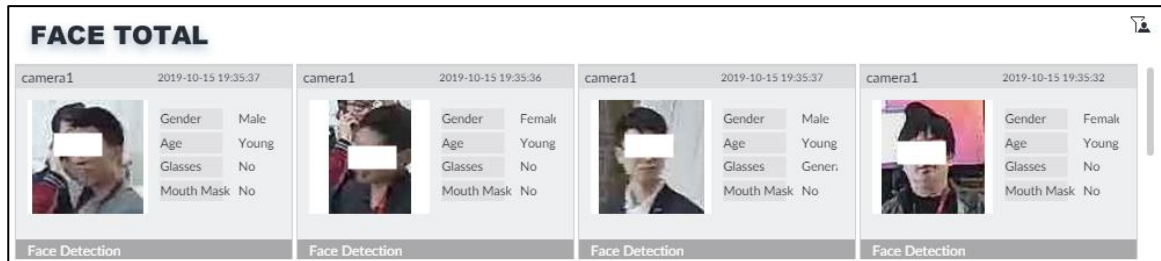 FACE TOTAL
camera1 2019-10-15 19:35:37
Gender Male
Age Young
Glasses No
Mouth Mask No
Face Detection
camera1 2019-10-15 19:35:36
Gender Femal
Age Young
Glasses No
Mouth Mask No
Face Detection
camera1 2019-10-15 19:35:37
Gender Male
Age Young
Glasses Gener
Mouth Mask No
Face Detection
camera1 2019-10-15 19:35:32
Gender Female
Age Young
Glasses No
Mouth Mask No
Face Detection